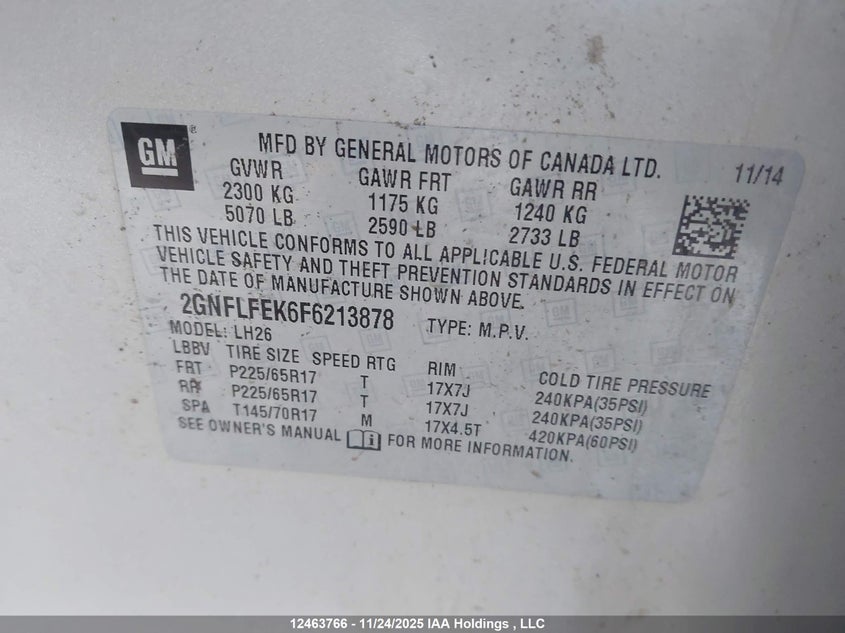 GM ®
MFD BY GENERAL MOTORS OF CANADA LTD. 11/14
GVWR GAWR FRT GAWR RR
2300 KG 1175 KG 1240 KG
5070 LB 2590 LB 2733 LB
THIS VEHICLE CONFORMS TO ALL APPLICABLE U.S. FEDERAL MOTOR
VEHICLE SAFETY AND THEFT PREVENTION STANDARDS IN EFFECT ON
THE DATE OF MANUFACTURE SHOWN ABOVE.
2GNFLFEK6F6213878 TYPE: M.P.V.
MODEL: LH26
LBBV TIRE SIZE SPEED RTG RIM COLD TIRE PRESSURE
FRT P225/65R17 T 17X7J 240KPA(35PSI)
RR P225/65R17 T 17X7J 240KPA(35PSI)
SPA T145/70R17 M 17X4.5T 420KPA(60PSI)
SEE OWNER'S MANUAL FOR MORE INFORMATION.
12463766 - 11/24/2025 IAA Holdings , LLC